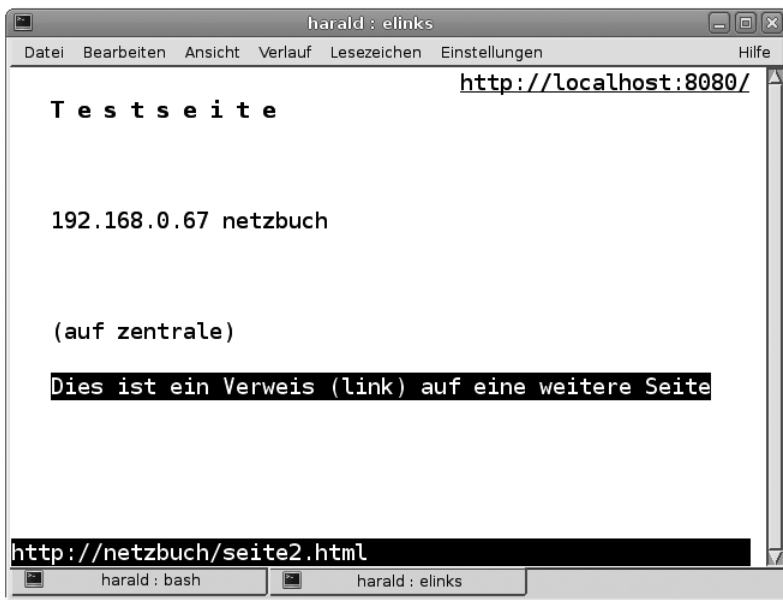 harald : elinks
Datei Bearbeiten Ansicht Verlauf Lesezeichen Einstellungen Hilfe
http://localhost:8080/
T e s t s e i t e
192.168.0.67 netzbuch
(auf zentrale)
Dies ist ein Verweis (link) auf eine weitere Seite
http://netzbuch/seite2.html
harald : bash harald : elinks